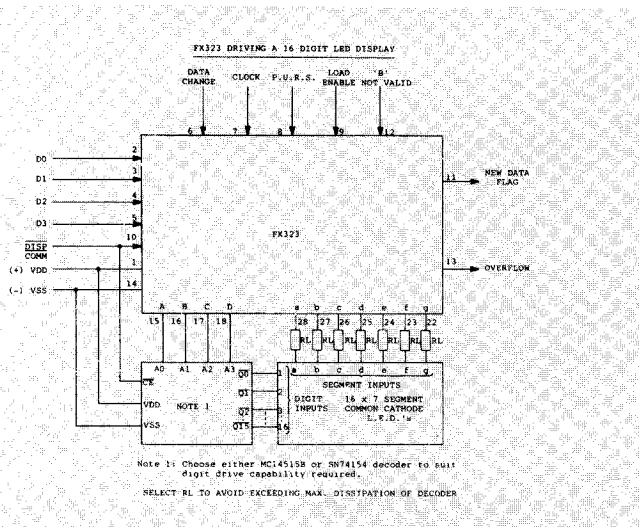 FX323 DRIVING A 16 DIGIT LED DISPLAY
DATA CHANGE
CLOCK
P.U.R.S.
LOAD ENABLE
'B' NOT VALID
6
7
8
9
12
D0
2
D1
3
D2
4
D3
5
DISP COMM
10
(+) VDD
1
(-) VSS
14
FX323
11
NEW DATA FLAG
13
OVERFLOW
A
B
C
D
15
16
17
18
a
b
c
d
e
f
g
28
27
26
25
24
23
22
RL
RL
RL
RL
RL
RL
RL
A0
A1
A2
A3
CE
VDD
VSS
NOTE 1
Q0
Q1
Q2
Q15
1
2
3
16
a
b
c
d
e
f
g
SEGMENT INPUTS
DIGIT INPUTS
16 x 7 SEGMENT
COMMON CATHODE
L.E.D.'s
Note 1: Choose either MC14515B or SN74154 decoder to suit
digit drive capability required.
SELECT RL TO AVOID EXCEEDING MAX. DISSIPATION OF DECODER